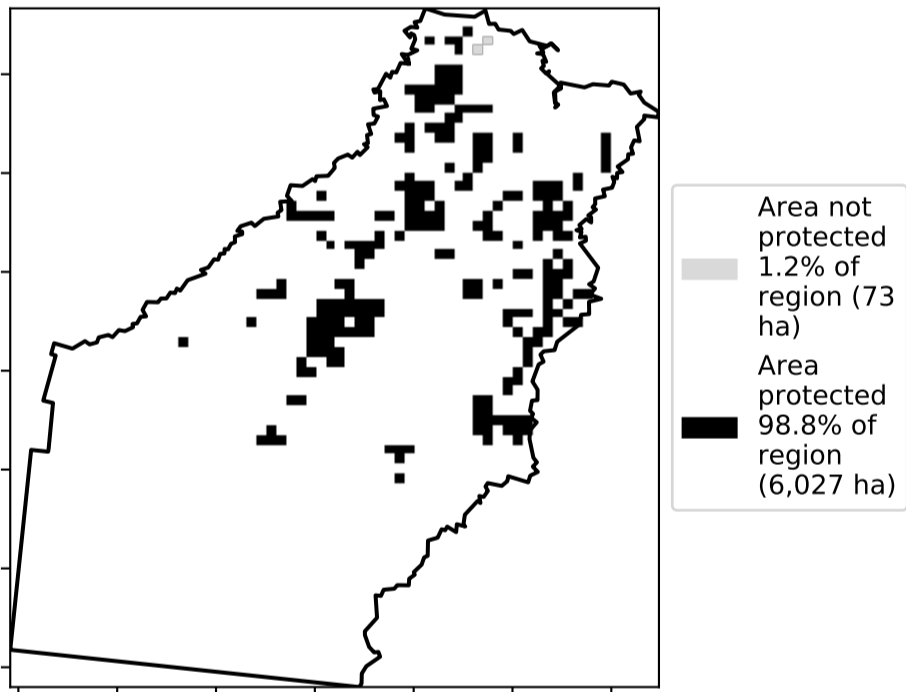 Area not
protected
1.2% of
region (73
ha)
Area
protected
98.8% of
region
(6,027 ha)